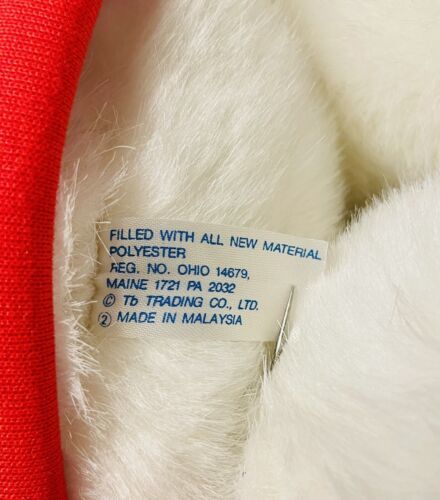 FILLED WITH ALL NEW MATERIAL
POLYESTER
REG. NO. OHIO 14679,
MAINE 1721 PA 2032
© Tb TRADING CO., LTD.
② MADE IN MALAYSIA